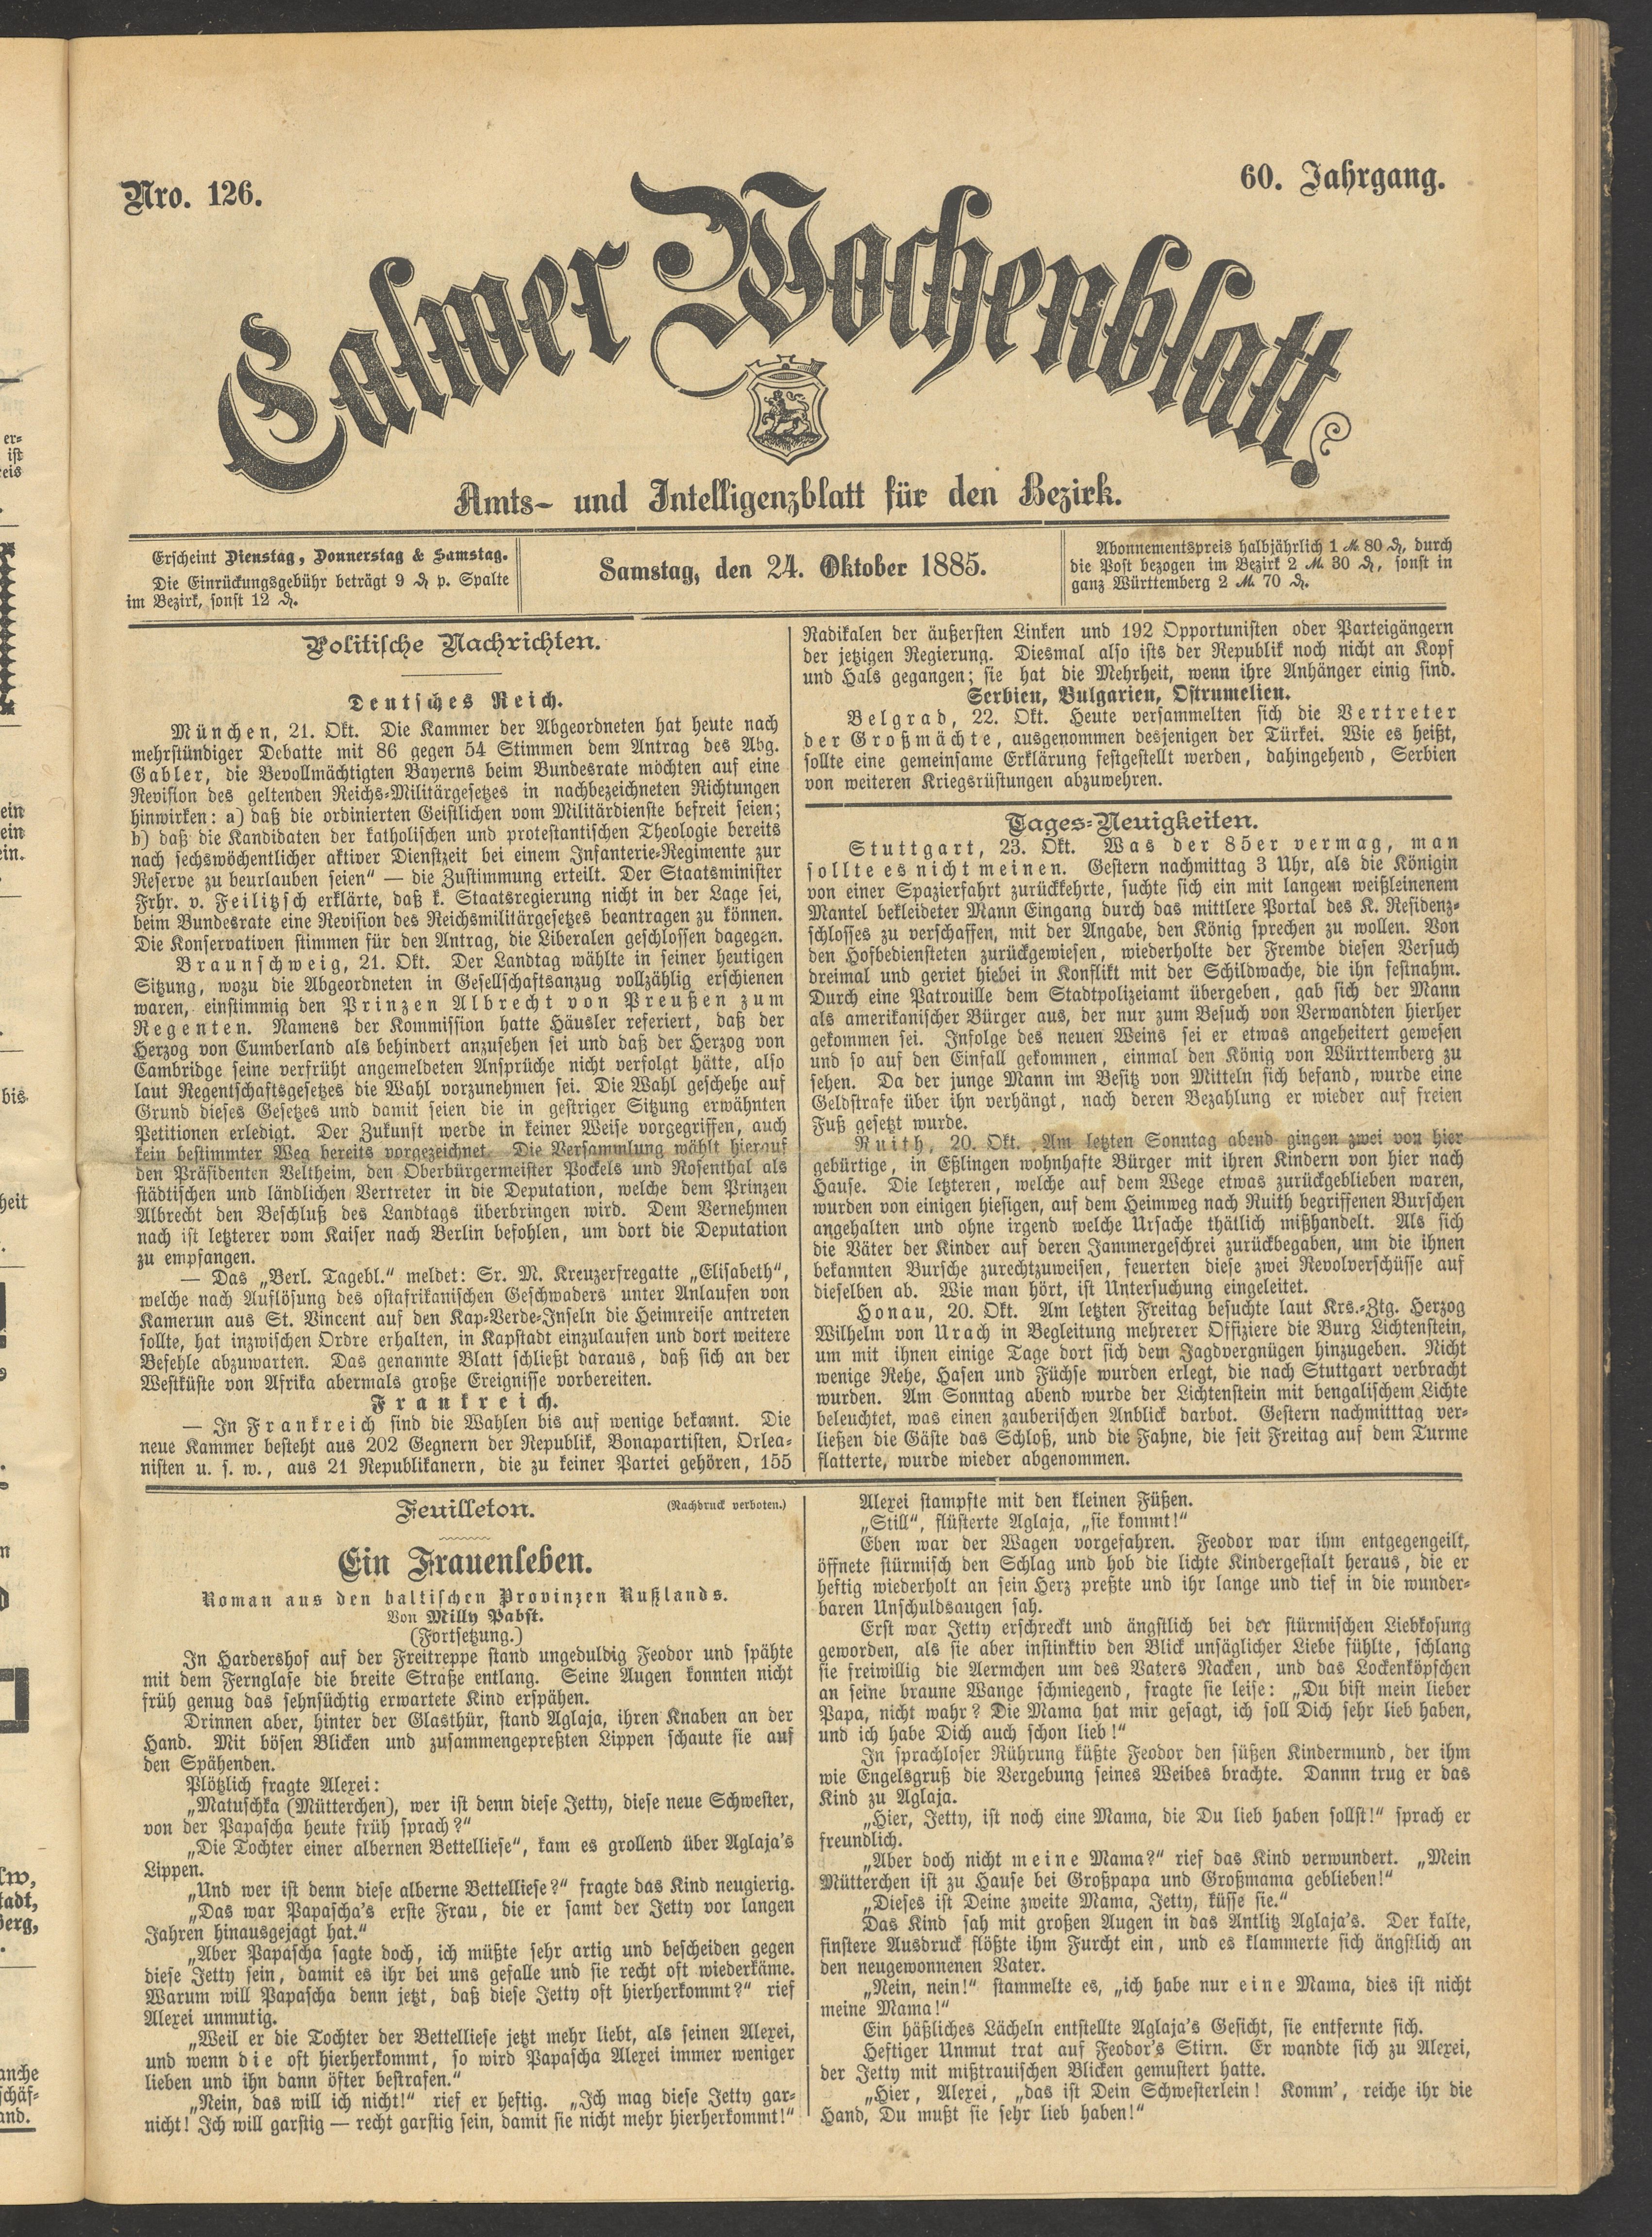 Nro. 126.
60. Jahrgang.
Calwer Wochenblatt
Amts- und Intelligenzblatt für den Bezirk.
Erscheint Dienstag, Donnerstag & Samstag.
Die Einrückungsgebühr beträgt 9 ₰ p. Spalte
im Bezirk, sonst 12 ₰.
Samstag, den 24. Oktober 1885.
Abonnementspreis halbjährlich 1 ℳ 80 ₰, durch
die Post bezogen im Bezirk 2 ℳ 30 ₰, sonst in
ganz Württemberg 2 ℳ 70 ₰.
Politische Nachrichten.
Deutsches Reich.
München, 21. Okt. Die Kammer der Abgeordneten hat heute nach
mehrstündiger Debatte mit 86 gegen 54 Stimmen dem Antrag des Abg.
Gabler, die Bevollmächtigten Bayerns beim Bundesrate möchten auf eine
Revision des geltenden Reichs-Militärgesetzes in nachbezeichneten Richtungen
hinwirken: a) daß die ordinierten Geistlichen vom Militärdienste befreit seien;
b) daß die Kandidaten der katholischen und protestantischen Theologie bereits
nach sechswöchentlicher aktiver Dienstzeit bei einem Infanterie-Regimente zur
Reserve zu beurlauben seien“ — die Zustimmung erteilt. Der Staatsminister
Frhr. v. Feilitzsch erklärte, daß k. Staatsregierung nicht in der Lage sei,
beim Bundesrate eine Revision des Reichsmilitärgesetzes beantragen zu können.
Die Konservativen stimmen für den Antrag, die Liberalen geschlossen dagegen.
Braunschweig, 21. Okt. Der Landtag wählte in seiner heutigen
Sitzung, wozu die Abgeordneten in Gesellschaftsanzug vollzählig erschienen
waren, einstimmig den Prinzen Albrecht von Preußen zum
Regenten. Namens der Kommission hatte Häusler referiert, daß der
Herzog von Cumberland als behindert anzusehen sei und daß der Herzog von
Cambridge seine verfrüht angemeldeten Ansprüche nicht verfolgt hätte, also
laut Regentschaftsgesetzes die Wahl vorzunehmen sei. Die Wahl geschehe auf
Grund dieses Gesetzes und damit seien die in gestriger Sitzung erwähnten
Petitionen erledigt. Der Zukunft werde in keiner Weise vorgegriffen, auch
kein bestimmter Weg bereits vorgezeichnet. Die Versammlung wählt hierauf
den Präsidenten Veltheim, den Oberbürgermeister Pockels und Rosenthal als
städtischen und ländlichen Vertreter in die Deputation, welche dem Prinzen
Albrecht den Beschluß des Landtags überbringen wird. Dem Vernehmen
nach ist letzterer vom Kaiser nach Berlin befohlen, um dort die Deputation
zu empfangen.
— Das „Berl. Tagebl.“ meldet: Sr. M. Kreuzerfregatte „Elisabeth“,
welche nach Auflösung des ostafrikanischen Geschwaders unter Anlaufen von
Kamerun aus St. Vincent auf den Kap-Verde-Inseln die Heimreise antreten
sollte, hat inzwischen Ordre erhalten, in Kapstadt einzulaufen und dort weitere
Befehle abzuwarten. Das genannte Blatt schließt daraus, daß sich an der
Westküste von Afrika abermals große Ereignisse vorbereiten.
Frankreich.
— In Frankreich sind die Wahlen bis auf wenige bekannt. Die
neue Kammer besteht aus 202 Gegnern der Republik, Bonapartisten, Orlea-
nisten u. s. w., aus 21 Republikanern, die zu keiner Partei gehören, 155
Radikalen der äußersten Linken und 192 Opportunisten oder Parteigängern
der jetzigen Regierung. Diesmal also ists der Republik noch nicht an Kopf
und Hals gegangen; sie hat die Mehrheit, wenn ihre Anhänger einig sind.
Serbien, Bulgarien, Ostrumelien.
Belgrad, 22. Okt. Heute versammelten sich die Vertreter
der Großmächte, ausgenommen desjenigen der Türkei. Wie es heißt,
sollte eine gemeinsame Erklärung festgestellt werden, dahingehend, Serbien
von weiteren Kriegsrüstungen abzuwehren.
Tages-Neuigkeiten.
Stuttgart, 23. Okt. Was der 85er vermag, man
sollte es nicht meinen. Gestern nachmittag 3 Uhr, als die Königin
von einer Spazierfahrt zurückkehrte, suchte sich ein mit langem weißleinenem
Mantel bekleideter Mann Eingang durch das mittlere Portal des K. Residenz-
schlosses zu verschaffen, mit der Angabe, den König sprechen zu wollen. Von
den Hofbediensteten zurückgewiesen, wiederholte der Fremde diesen Versuch
dreimal und geriet hiebei in Konflikt mit der Schildwache, die ihn festnahm.
Durch eine Patrouille dem Stadtpolizeiamt übergeben, gab sich der Mann
als amerikanischer Bürger aus, der nur zum Besuch von Verwandten hierher
gekommen sei. Infolge des neuen Weins sei er etwas angeheitert gewesen
und so auf den Einfall gekommen, einmal den König von Württemberg zu
sehen. Da der junge Mann im Besitz von Mitteln sich befand, wurde eine
Geldstrafe über ihn verhängt, nach deren Bezahlung er wieder auf freien
Fuß gesetzt wurde.
Ruith, 20. Okt. Am letzten Sonntag abend gingen zwei von hier
gebürtige, in Eßlingen wohnhafte Bürger mit ihren Kindern von hier nach
Hause. Die letzteren, welche auf dem Wege etwas zurückgeblieben waren,
wurden von einigen hiesigen, auf dem Heimweg nach Ruith begriffenen Burschen
angehalten und ohne irgend welche Ursache thätlich mißhandelt. Als sich
die Väter der Kinder auf deren Jammergeschrei zurückbegaben, um die ihnen
bekannten Bursche zurechtzuweisen, feuerten diese zwei Revolverschüsse auf
dieselben ab. Wie man hört, ist Untersuchung eingeleitet.
Honau, 20. Okt. Am letzten Freitag besuchte laut Krs.-Ztg. Herzog
Wilhelm von Urach in Begleitung mehrerer Offiziere die Burg Lichtenstein,
um mit ihnen einige Tage dort sich dem Jagdvergnügen hinzugeben. Nicht
wenige Rehe, Hasen und Füchse wurden erlegt, die nach Stuttgart verbracht
wurden. Am Sonntag abend wurde der Lichtenstein mit bengalischem Lichte
beleuchtet, was einen zauberischen Anblick darbot. Gestern nachmitttag ver-
ließen die Gäste das Schloß, und die Fahne, die seit Freitag auf dem Turme
flatterte, wurde wieder abgenommen.
Feuilleton.
(Nachdruck verboten.)
Ein Frauenleben.
Roman aus den baltischen Provinzen Rußlands.
Von Milly Pabst.
(Fortsetzung.)
In Hardershof auf der Freitreppe stand ungeduldig Feodor und spähte
mit dem Fernglase die breite Straße entlang. Seine Augen konnten nicht
früh genug das sehnsüchtig erwartete Kind erspähen.
Drinnen aber, hinter der Glasthür, stand Aglaja, ihren Knaben an der
Hand. Mit bösen Blicken und zusammengepreßten Lippen schaute sie auf
den Spähenden.
Plötzlich fragte Alexei:
„Matuschka (Mütterchen), wer ist denn diese Jetty, diese neue Schwester,
von der Papascha heute früh sprach?“
„Die Tochter einer albernen Bettelliese“, kam es grollend über Aglaja's
Lippen.
„Und wer ist denn diese alberne Bettelliese?“ fragte das Kind neugierig.
„Das war Papascha's erste Frau, die er samt der Jetty vor langen
Jahren hinausgejagt hat.“
„Aber Papascha sagte doch, ich müßte sehr artig und bescheiden gegen
diese Jetty sein, damit es ihr bei uns gefalle und sie recht oft wiederkäme.
Warum will Papascha denn jetzt, daß diese Jetty oft hierherkommt?“ rief
Alexei unmutig.
„Weil er die Tochter der Bettelliese jetzt mehr liebt, als seinen Alexei,
und wenn die oft hierherkommt, so wird Papascha Alexei immer weniger
lieben und ihn dann öfter bestrafen.“
„Nein, das will ich nicht!“ rief er heftig. „Ich mag diese Jetty gar-
nicht! Ich will garstig — recht garstig sein, damit sie nicht mehr hierherkommt!“
Alexei stampfte mit den kleinen Füßen.
„Still“, flüsterte Aglaja, „sie kommt!“
Eben war der Wagen vorgefahren. Feodor war ihm entgegengeilt,
öffnete stürmisch den Schlag und hob die lichte Kindergestalt heraus, die er
heftig wiederholt an sein Herz preßte und ihr lange und tief in die wunder-
baren Unschuldsaugen sah.
Erst war Jetty erschreckt und ängstlich bei der stürmischen Liebkosung
geworden, als sie aber instinktiv den Blick unsäglicher Liebe fühlte, schlang
sie freiwillig die Aermchen um des Vaters Nacken, und das Lockenköpfchen
an seine braune Wange schmiegend, fragte sie leise: „Du bist mein lieber
Papa, nicht wahr? Die Mama hat mir gesagt, ich soll Dich sehr lieb haben,
und ich habe Dich auch schon lieb!“
In sprachloser Rührung küßte Feodor den süßen Kindermund, der ihm
wie Engelsgruß die Vergebung seines Weibes brachte. Dannn trug er das
Kind zu Aglaja.
„Hier, Jetty, ist noch eine Mama, die Du lieb haben sollst!“ sprach er
freundlich.
„Aber doch nicht meine Mama?“ rief das Kind verwundert. „Mein
Mütterchen ist zu Hause bei Großpapa und Großmama geblieben!“
„Dieses ist Deine zweite Mama, Jetty, küsse sie.“
Das Kind sah mit großen Augen in das Antlitz Aglaja's. Der kalte,
finstere Ausdruck flößte ihm Furcht ein, und es klammerte sich ängstlich an
den neugewonnenen Vater.
„Nein, nein!“ stammelte es, „ich habe nur eine Mama, dies ist nicht
meine Mama!“
Ein häßliches Lächeln entstellte Aglaja's Gesicht, sie entfernte sich.
Heftiger Unmut trat auf Feodor's Stirn. Er wandte sich zu Alexei,
der Jetty mit mißtrauischen Blicken gemustert hatte.
„Hier, Alexei, „das ist Dein Schwesterlein! Komm', reiche ihr die
Hand, Du mußt sie sehr lieb haben!“